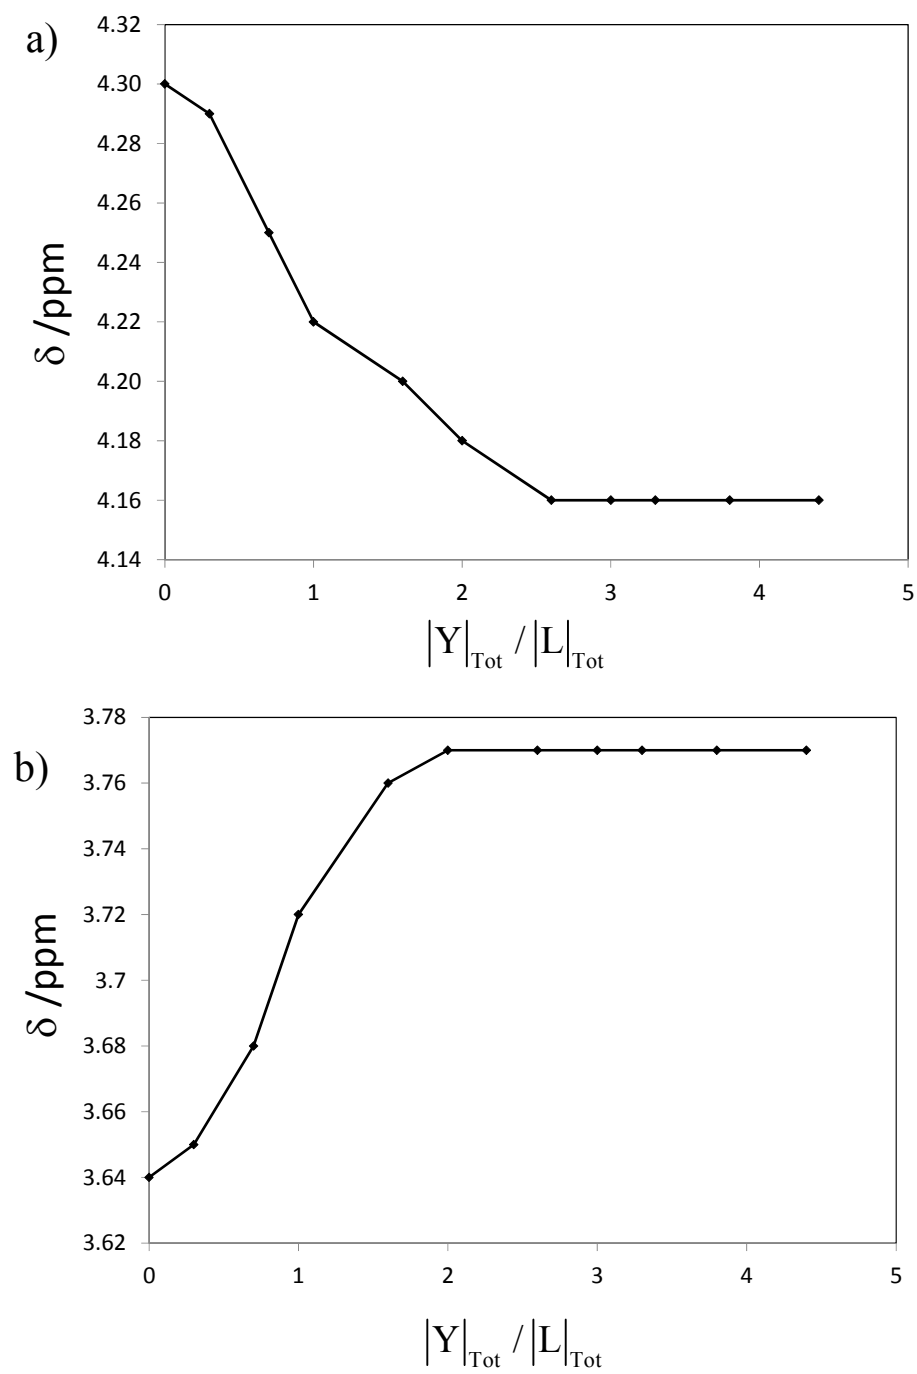 a)
4.32
4.30
4.28
4.26
4.24
4.22
4.20
4.18
4.16
4.14
δ /ppm
0 1 2 3 4 5
|Y|Tot / |L|Tot
b)
3.78
3.76
3.74
3.72
3.7
3.68
3.66
3.64
3.62
δ /ppm
0 1 2 3 4 5
|Y|Tot / |L|Tot